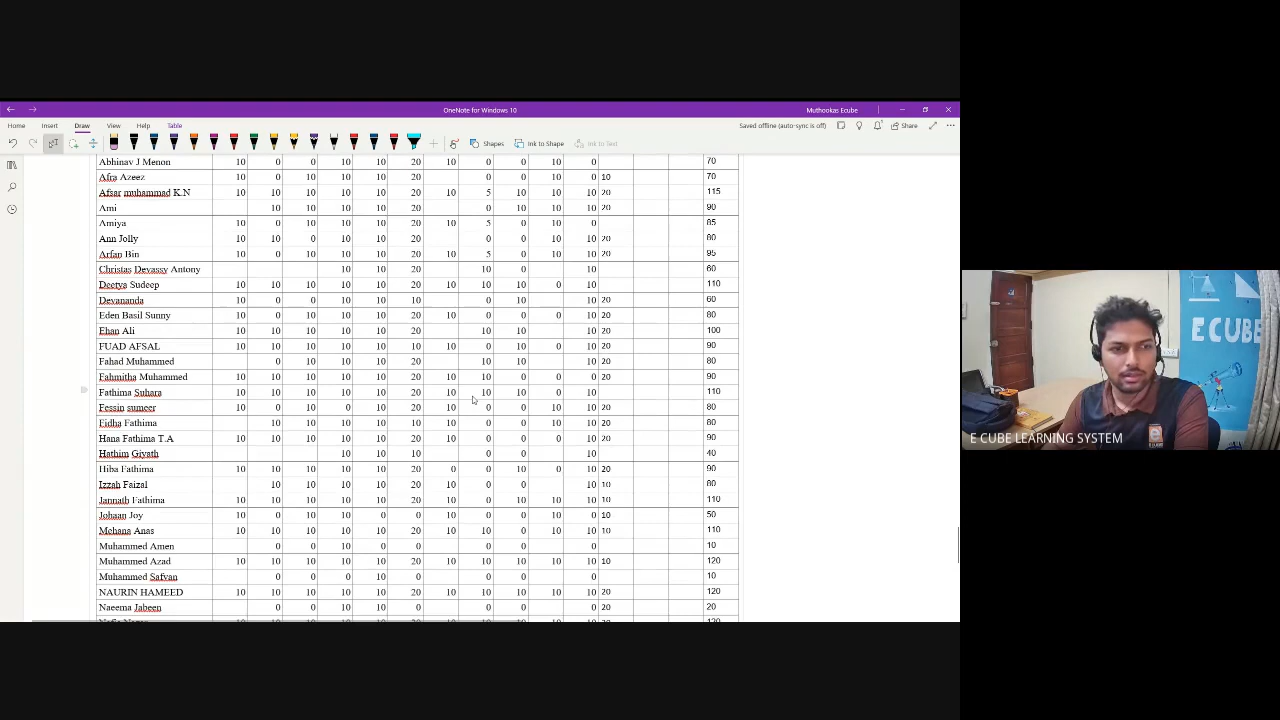 OneNote for Windows 10
Muthookas Ecube
Home Insert Draw View Help Table
Saved offline (auto-sync is off) Share
Shapes Ink to Shape Ink to Text
Abhinav J Menon 10 0 0 10 10 20 10 0 0 10 0 70
Afra Azeez 10 0 10 10 10 20 0 0 10 0 10 70
Afsar muhammad K.N 10 0 10 10 10 20 10 5 0 10 10 20 115
Ami 10 10 10 10 20 0 10 10 10 20 90
Amiya 10 0 10 10 10 20 10 5 0 10 0 85
Ann Jolly 10 10 0 10 10 20 0 0 10 10 20 80
Arfan Bin 10 0 10 10 10 20 10 5 0 10 10 20 95
Christas Devassy Antony 10 10 20 10 10 60
Deetya Sudeep 10 10 10 10 10 20 10 10 10 0 10 110
Devananda 10 0 0 10 10 10 0 10 10 20 60
Eden Basil Sunny 10 0 0 10 10 20 10 0 0 0 10 20 80
Ehan Ali 10 10 10 10 10 20 10 10 10 20 100
FUAD AFSAL 10 10 10 10 10 10 10 0 10 0 10 20 90
Fahad Muhammed 0 10 10 10 20 10 10 10 20 80
Fahmitha Muhammed 10 10 10 10 10 20 10 10 0 0 0 20 90
Fathima Suhara 10 10 10 10 10 20 10 10 10 0 10 110
Fessin sumeer 10 10 0 0 10 20 10 0 0 10 10 20 80
Fidha Fathima 10 10 10 10 10 10 0 0 10 10 20 80
Hana Fathima T.A 10 10 10 10 10 20 10 0 0 0 10 20 90
Hathim Giyath 10 10 10 0 0 10 40
Hiba Fathima 10 10 10 10 10 20 0 0 10 0 10 20 90
Izzah Faizal 10 10 10 10 20 10 0 0 10 10 80
Jannath Fathima 10 10 10 10 10 20 10 0 10 10 10 10 110
Johaan Joy 10 0 10 10 0 0 10 0 0 10 0 10 50
Mehana Anas 10 10 10 10 10 20 10 10 0 10 10 10 110
Muhammed Amen 0 0 10 0 0 0 0 0 10
Muhammed Azad 10 10 10 10 10 20 10 10 10 10 10 10 120
Muhammed Safvan 0 0 0 10 0 0 0 0 10
NAURIN HAMEED 10 10 10 10 10 20 10 10 10 10 10 20 120
Naeema Jabeen 0 0 10 10 0 0 0 0 20 20
E CUBE
E CUBE LEARNING SYSTEM